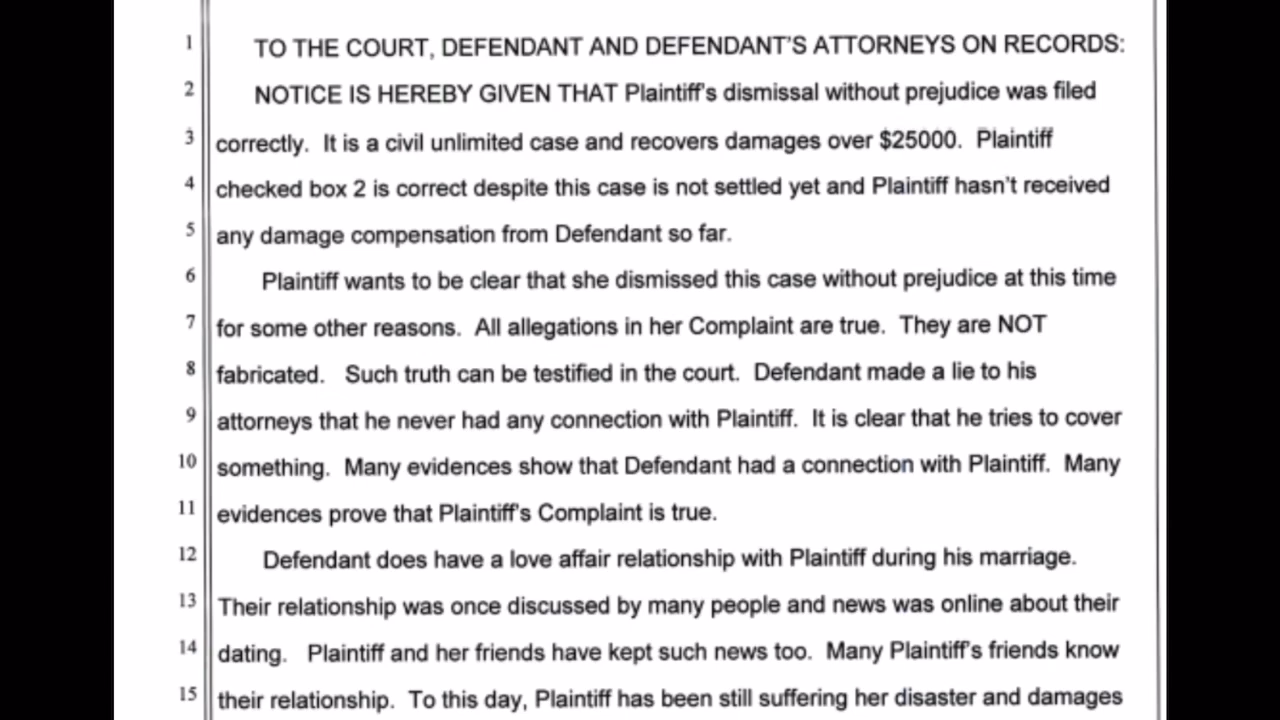 1 TO THE COURT, DEFENDANT AND DEFENDANT'S ATTORNEYS ON RECORDS:
2 NOTICE IS HEREBY GIVEN THAT Plaintiff's dismissal without prejudice was filed
3 correctly. It is a civil unlimited case and recovers damages over $25000. Plaintiff
4 checked box 2 is correct despite this case is not settled yet and Plaintiff hasn't received
5 any damage compensation from Defendant so far.
6 Plaintiff wants to be clear that she dismissed this case without prejudice at this time
7 for some other reasons. All allegations in her Complaint are true. They are NOT
8 fabricated. Such truth can be testified in the court. Defendant made a lie to his
9 attorneys that he never had any connection with Plaintiff. It is clear that he tries to cover
10 something. Many evidences show that Defendant had a connection with Plaintiff. Many
11 evidences prove that Plaintiff's Complaint is true.
12 Defendant does have a love affair relationship with Plaintiff during his marriage.
13 Their relationship was once discussed by many people and news was online about their
14 dating. Plaintiff and her friends have kept such news too. Many Plaintiff's friends know
15 their relationship. To this day, Plaintiff has been still suffering her disaster and damages